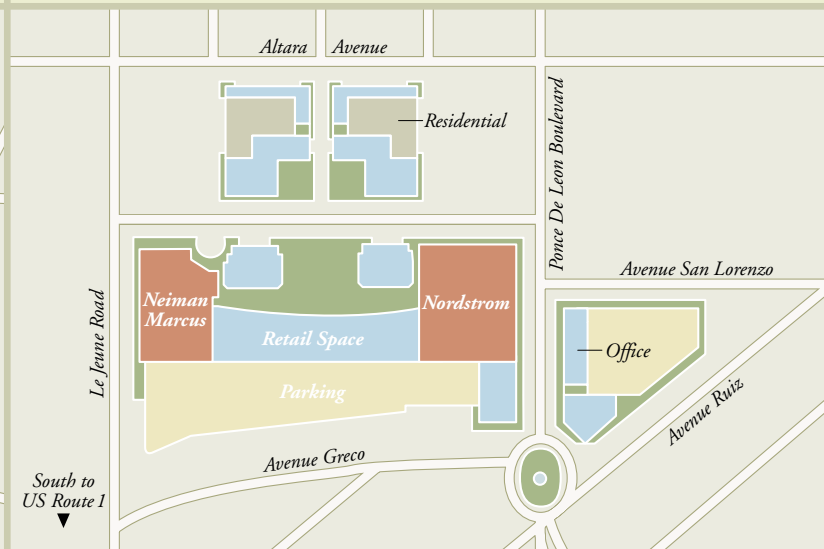 Altara Avenue
Residential
Ponce De Leon Boulevard
Avenue San Lorenzo
Le Jeune Road
Neiman
Marcus
Nordstrom
Retail Space
Office
Parking
Avenue Ruiz
Avenue Greco
South to
US Route 1